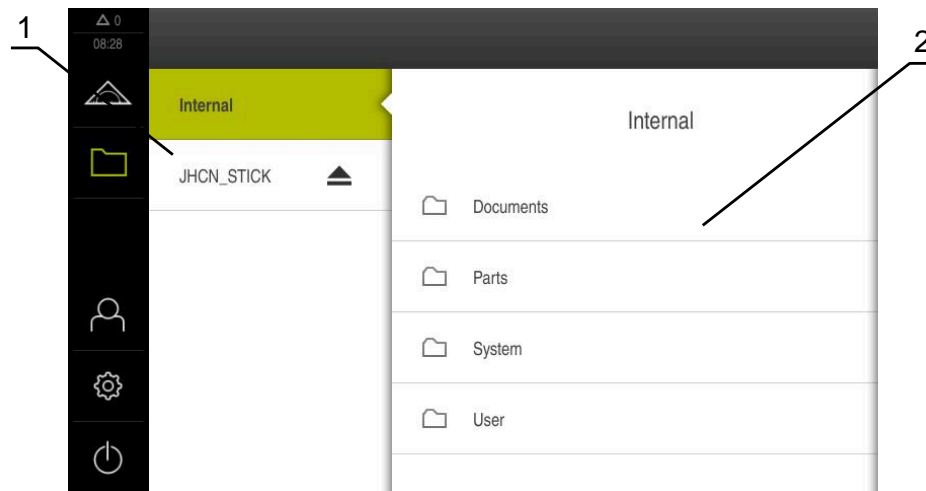 1
2
0
08:28
Internal
JHCN_STICK
Internal
Documents
Parts
System
User